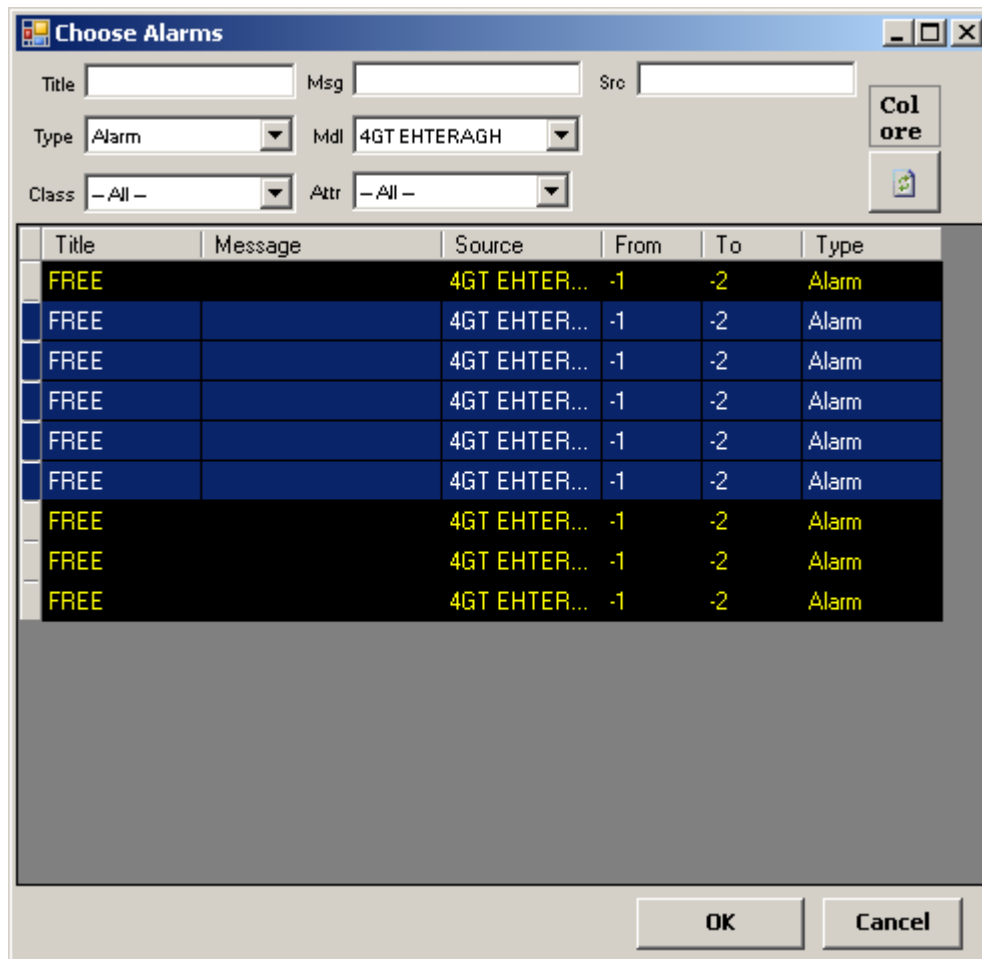 Choose Alarms
Title Msg Src
Col
ore
Type Alarm Mdl 4GT EHTERAGH
Class -- All -- Attr -- All --
Title Message Source From To Type
FREE 4GT EHTER... -1 -2 Alarm
FREE 4GT EHTER... -1 -2 Alarm
FREE 4GT EHTER... -1 -2 Alarm
FREE 4GT EHTER... -1 -2 Alarm
FREE 4GT EHTER... -1 -2 Alarm
FREE 4GT EHTER... -1 -2 Alarm
FREE 4GT EHTER... -1 -2 Alarm
FREE 4GT EHTER... -1 -2 Alarm
FREE 4GT EHTER... -1 -2 Alarm
OK Cancel